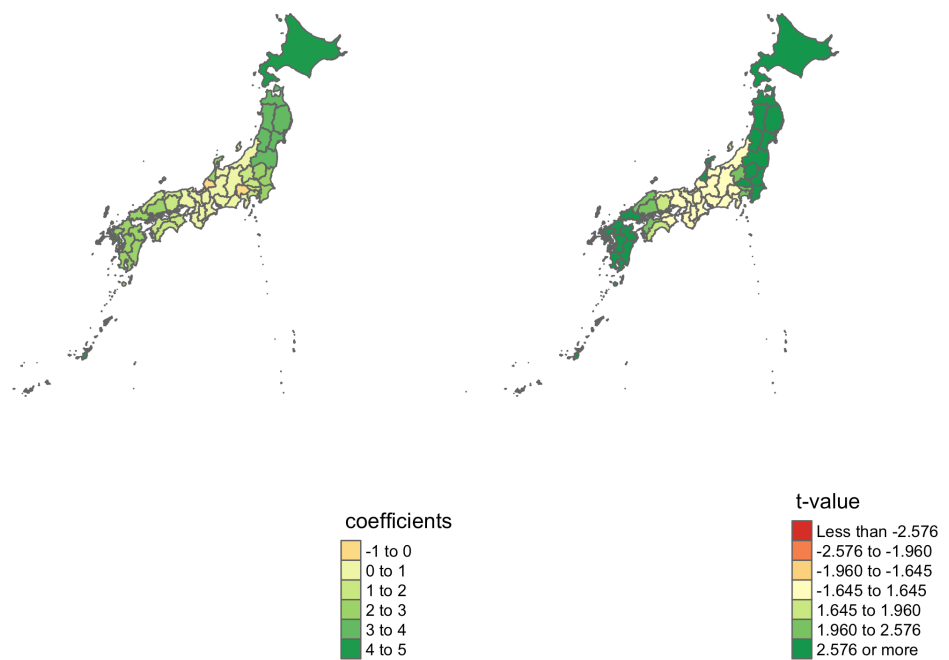 coefficients
-1 to 0
0 to 1
1 to 2
2 to 3
3 to 4
4 to 5
t-value
Less than -2.576
-2.576 to -1.960
-1.960 to -1.645
-1.645 to 1.645
1.645 to 1.960
1.960 to 2.576
2.576 or more